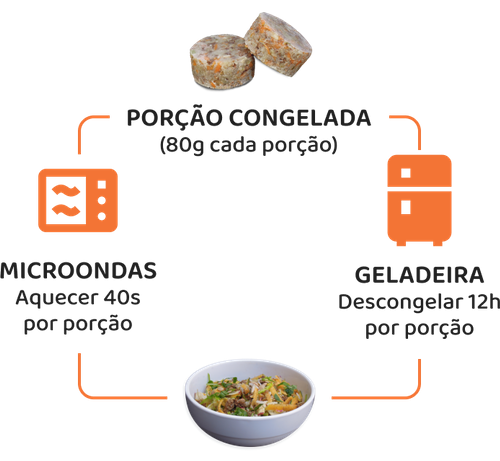 PORÇÃO CONGELADA
(80g cada porção)
MICROONDAS
Aquecer 40s
por porção
GELADEIRA
Descongelar 12h
por porção